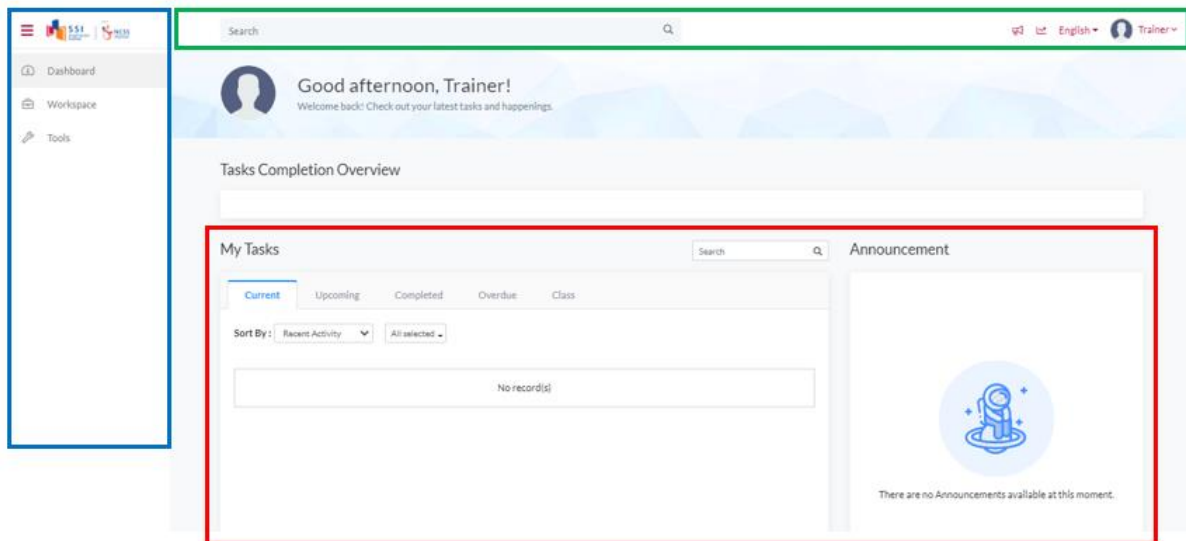 SSI
NCSS
Search
English
Trainer
Dashboard
Workspace
Tools
Good afternoon, Trainer!
Welcome back! Check out your latest tasks and happenings.
Tasks Completion Overview
My Tasks
Search
Announcement
Current Upcoming Completed Overdue Class
Sort By : Recent Activity All selected
No record(s)
There are no Announcements available at this moment.